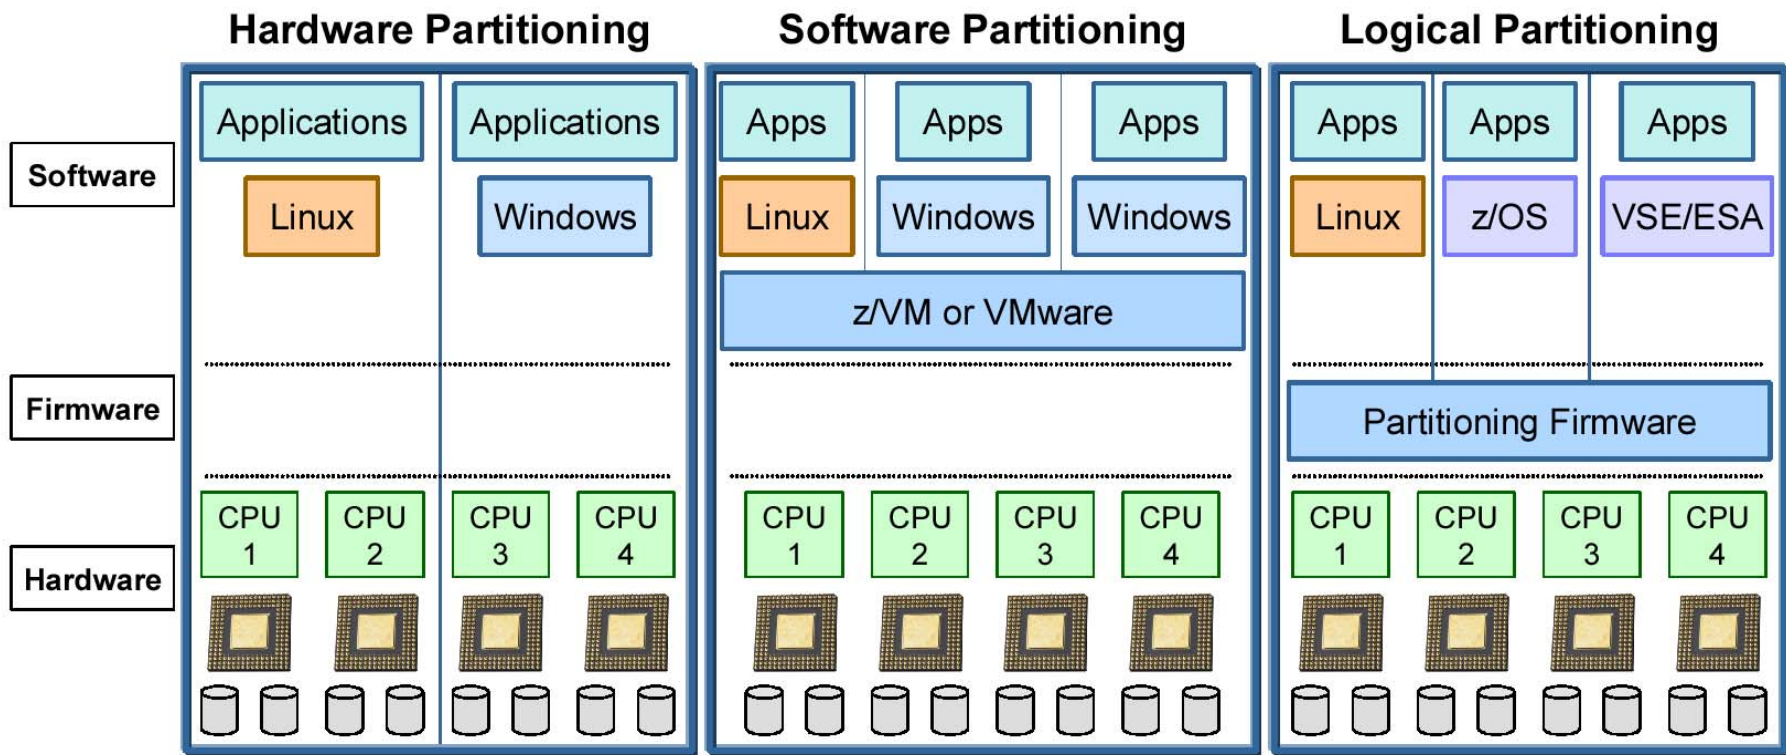 Hardware Partitioning
Software Partitioning
Logical Partitioning
Software
Applications
Applications
Apps
Apps
Apps
Apps
Apps
Apps
Linux
Windows
Linux
Windows
Windows
Linux
z/OS
VSE/ESA
z/VM or VMware
Firmware
Partitioning Firmware
Hardware
CPU
1
CPU
2
CPU
3
CPU
4
CPU
1
CPU
2
CPU
3
CPU
4
CPU
1
CPU
2
CPU
3
CPU
4